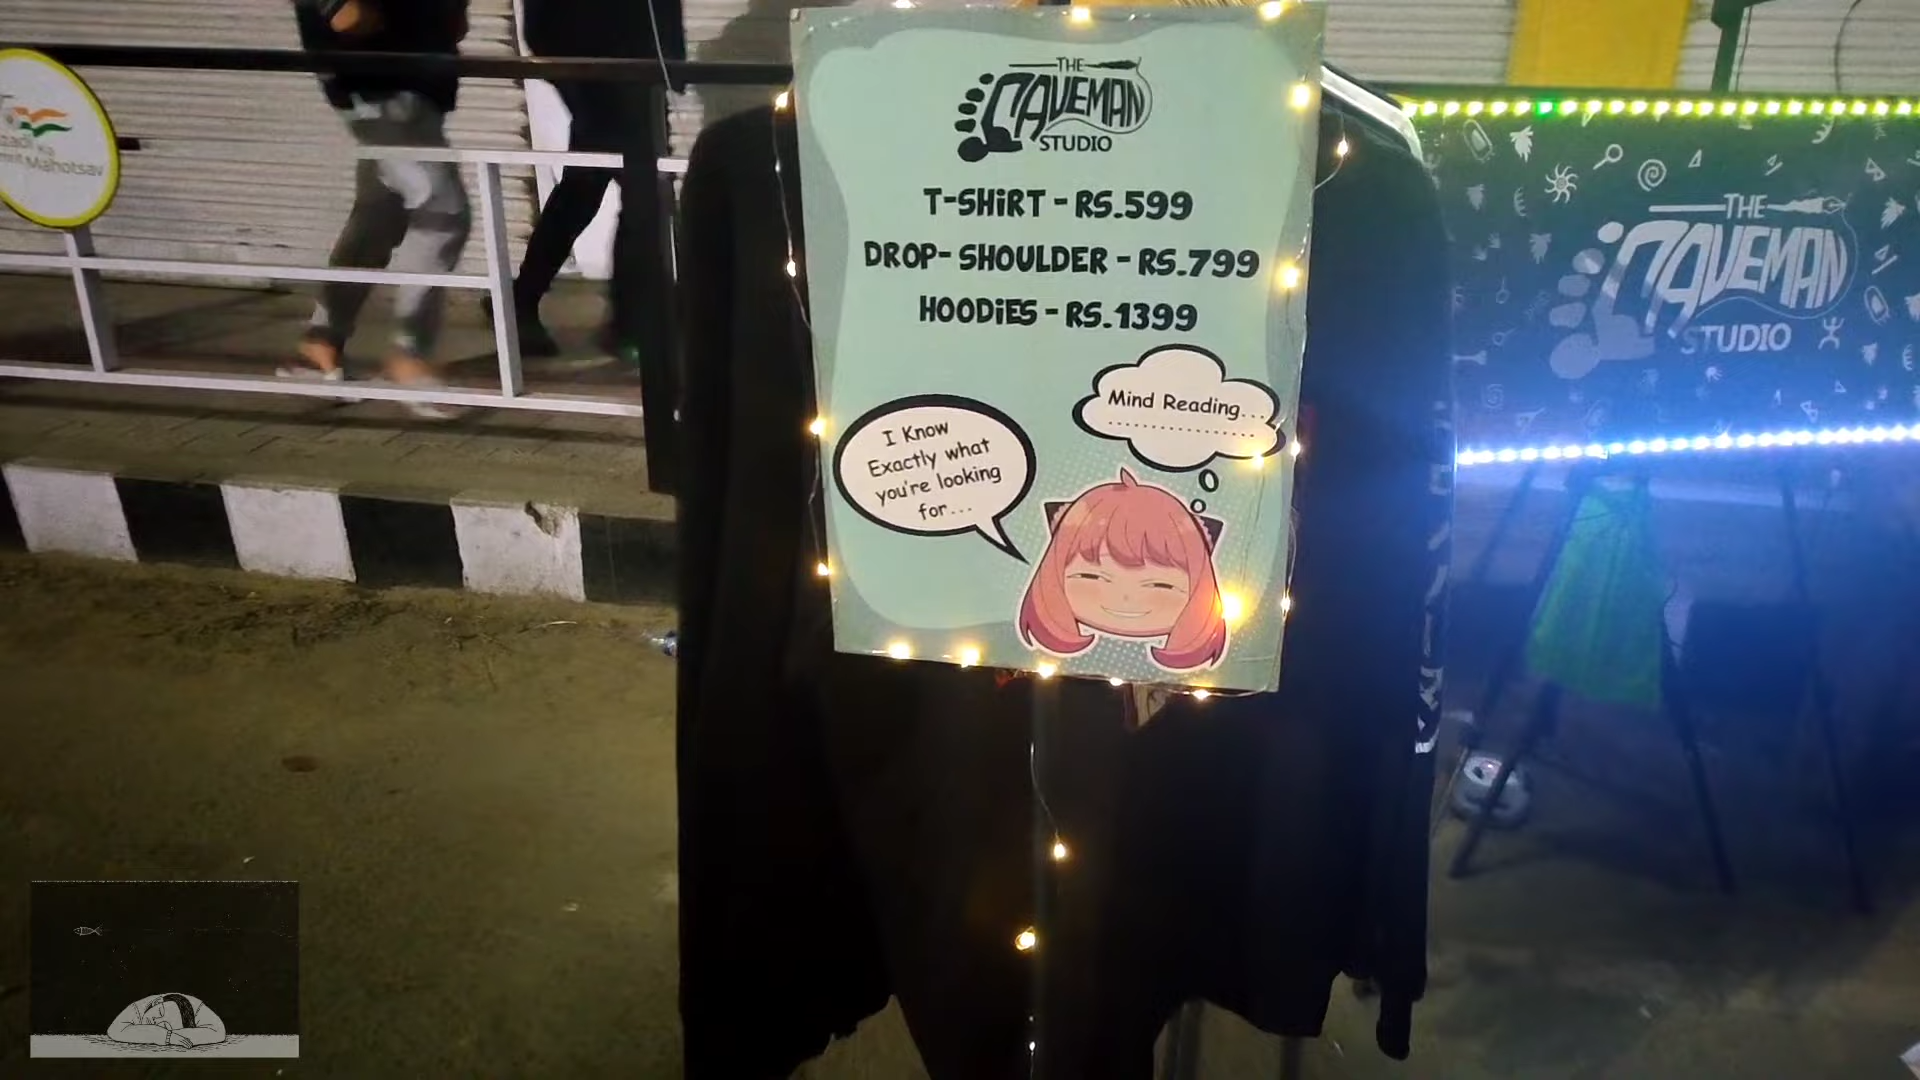 THE
CAVEMAN
STUDIO
T-SHiRT - RS.599
DROP- SHOULDER - RS.799
HOODiES - RS.1399
Mind Reading...
I Know
Exactly what
you're looking
for...
THE
CAVEMAN
STUDIO
Ka
Mahotsav